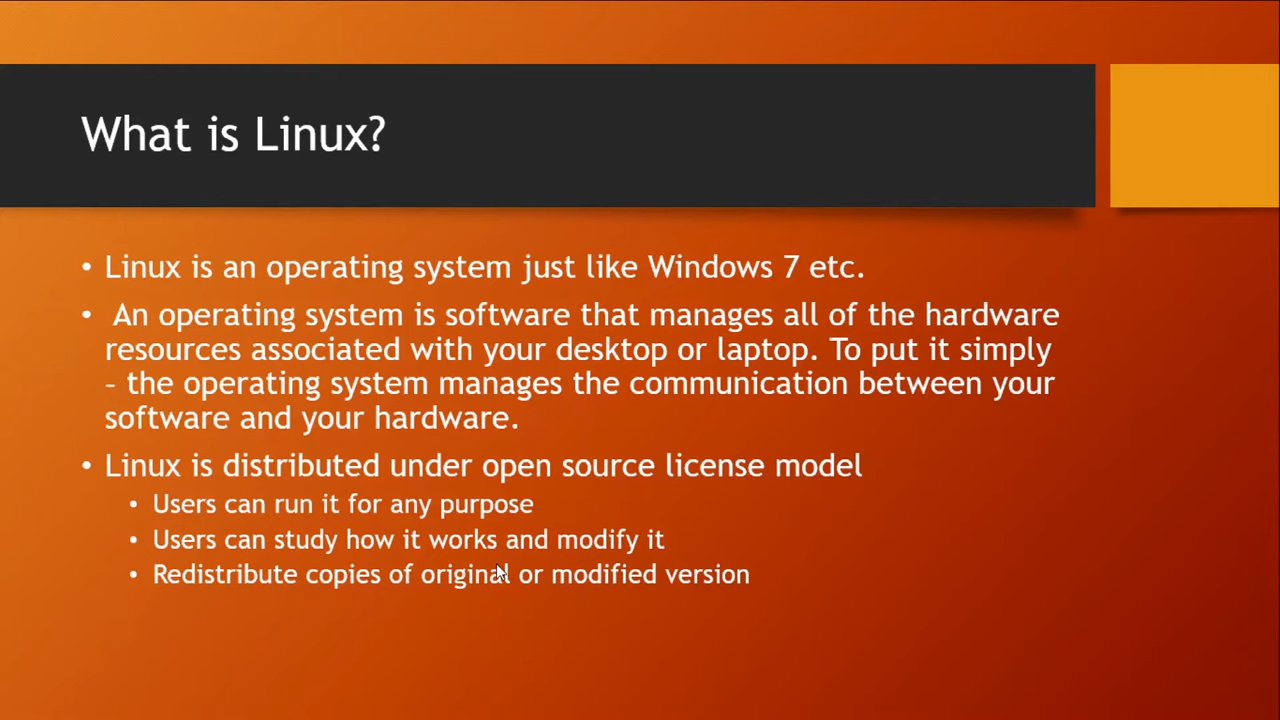 What is Linux?
• Linux is an operating system just like Windows 7 etc.
• An operating system is software that manages all of the hardware
resources associated with your desktop or laptop. To put it simply
– the operating system manages the communication between your
software and your hardware.
• Linux is distributed under open source license model
• Users can run it for any purpose
• Users can study how it works and modify it
• Redistribute copies of original or modified version